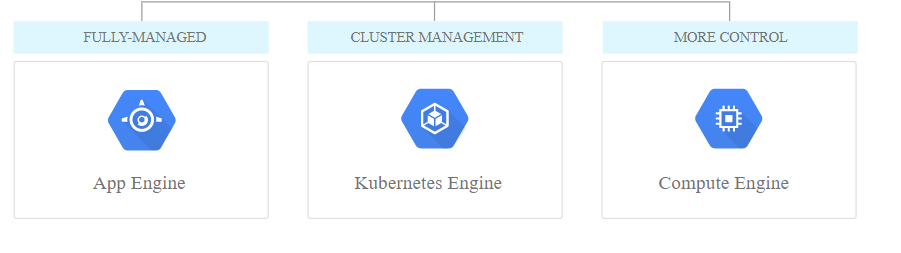 FULLY-MANAGED
CLUSTER MANAGEMENT
MORE CONTROL
App Engine
Kubernetes Engine
Compute Engine